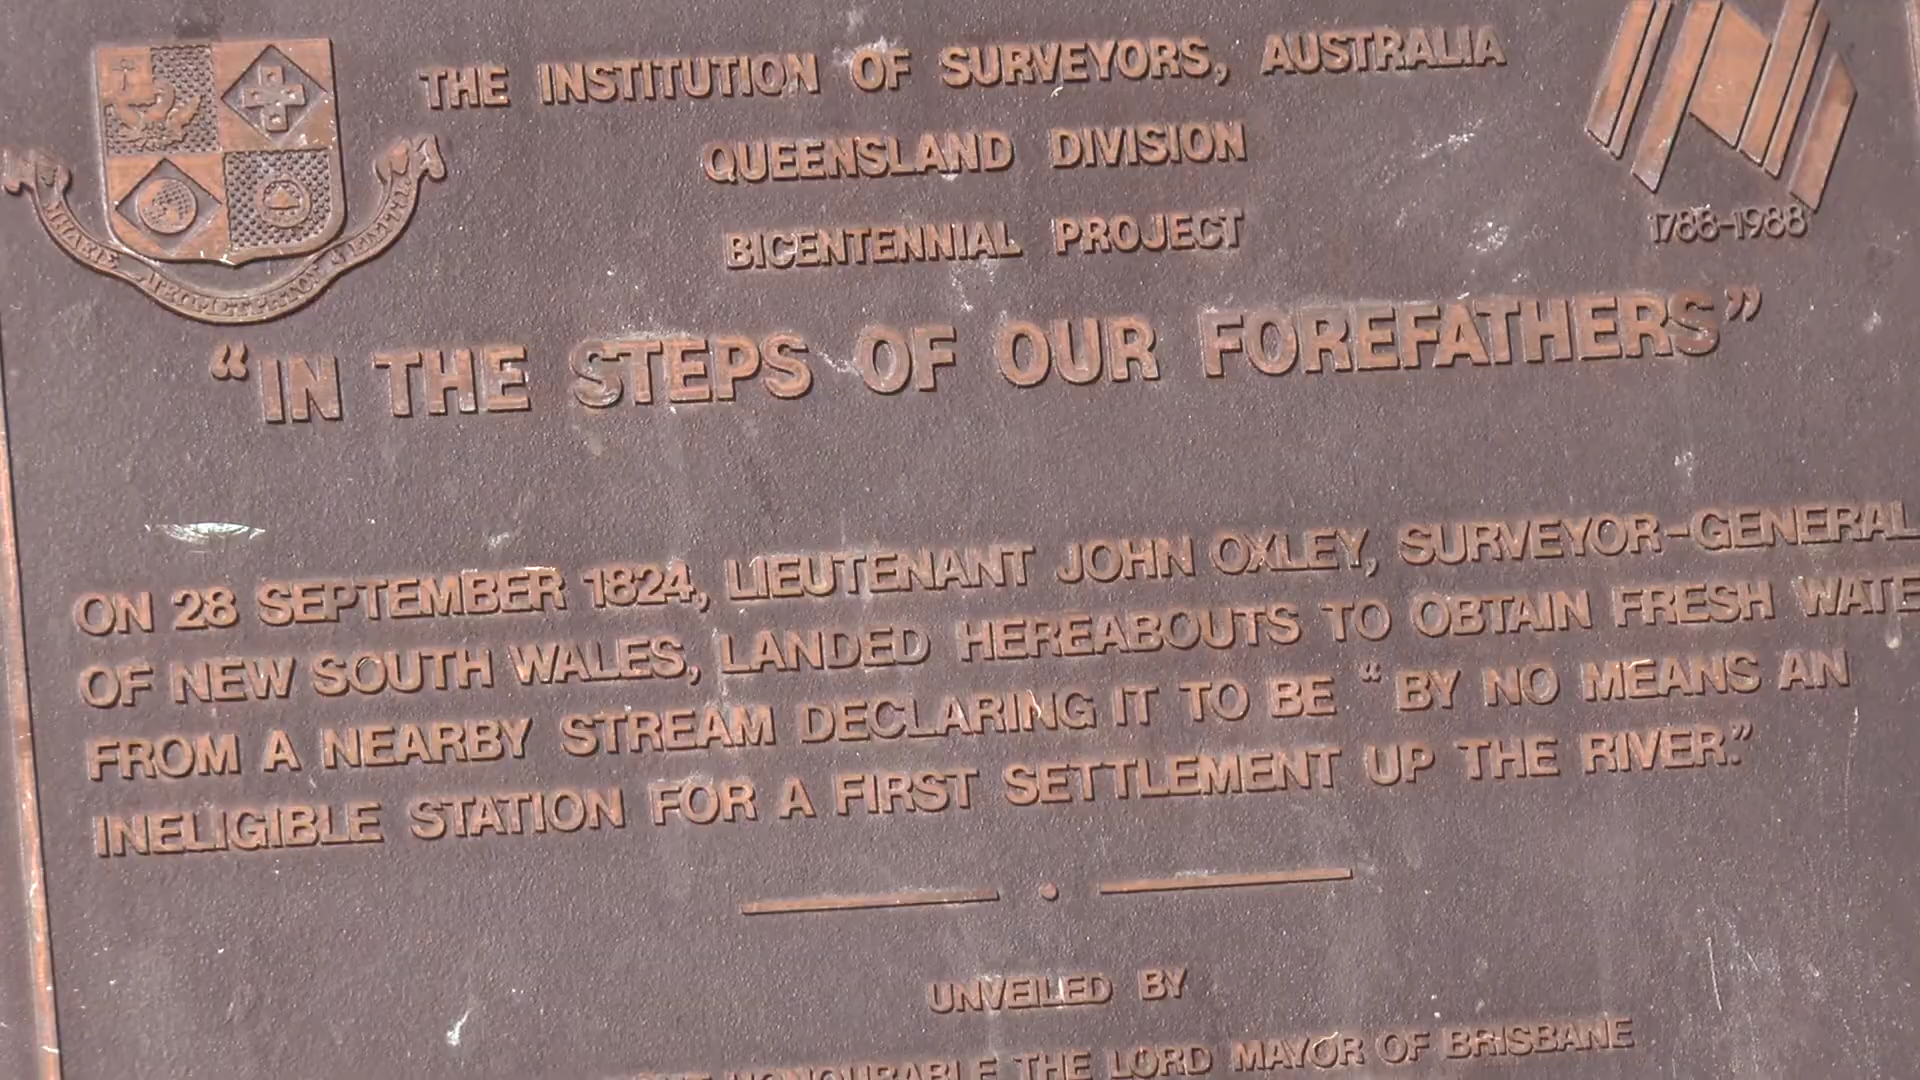 THE INSTITUTION OF SURVEYORS, AUSTRALIA
QUEENSLAND DIVISION
BICENTENNIAL PROJECT
1788-1988
“IN THE STEPS OF OUR FOREFATHERS”
ON 28 SEPTEMBER 1824, LIEUTENANT JOHN OXLEY, SURVEYOR-GENERAL
OF NEW SOUTH WALES, LANDED HEREABOUTS TO OBTAIN FRESH WATE
FROM A NEARBY STREAM DECLARING IT TO BE “BY NO MEANS AN
INELIGIBLE STATION FOR A FIRST SETTLEMENT UP THE RIVER.”
UNVEILED BY
HONOURABLE THE LORD MAYOR OF BRISBANE